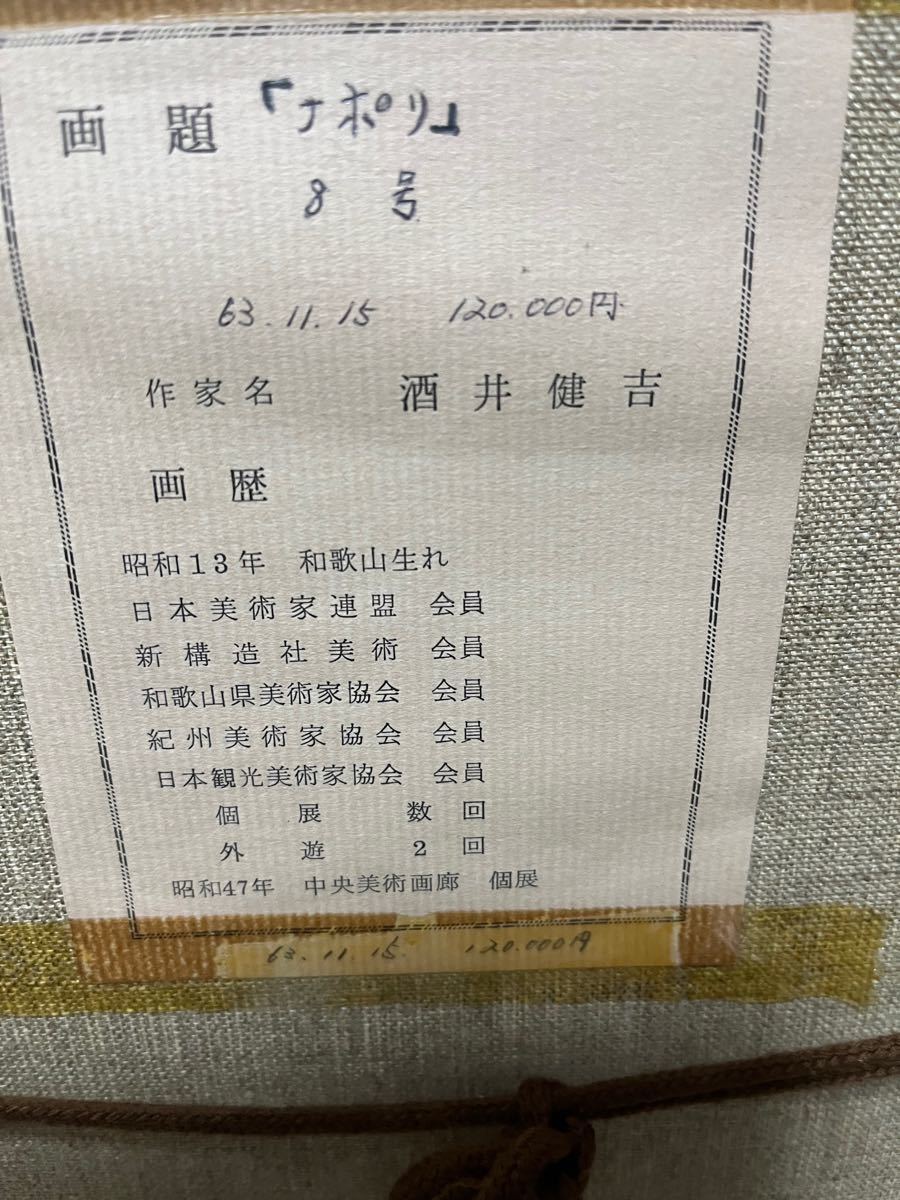 画題「ナポリ」
8号
63.11.15 120.000円
作家名 酒井健吉
画歴
昭和13年 和歌山生れ
日本美術家連盟 会員
新構造社美術 会員
和歌山県美術家協会 会員
紀州美術家協会 会員
日本観光美術家協会 会員
個展 数回
外遊 2回
昭和47年 中央美術画廊 個展
63.11.15. 120.000円